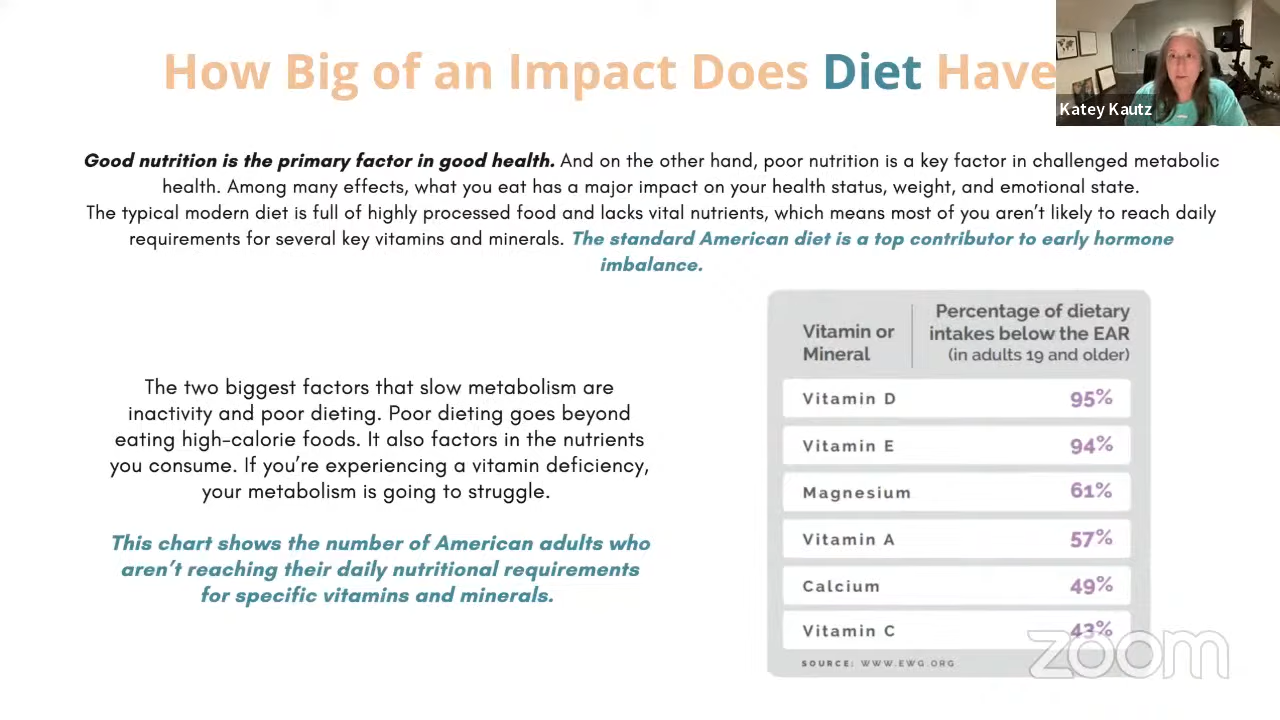 How Big of an Impact Does Diet Have
Katey Kautz
Good nutrition is the primary factor in good health. And on the other hand, poor nutrition is a key factor in challenged metabolic
health. Among many effects, what you eat has a major impact on your health status, weight, and emotional state.
The typical modern diet is full of highly processed food and lacks vital nutrients, which means most of you aren't likely to reach daily
requirements for several key vitamins and minerals. The standard American diet is a top contributor to early hormone
imbalance.
The two biggest factors that slow metabolism are
inactivity and poor dieting. Poor dieting goes beyond
eating high-calorie foods. It also factors in the nutrients
you consume. If you're experiencing a vitamin deficiency,
your metabolism is going to struggle.
This chart shows the number of American adults who
aren't reaching their daily nutritional requirements
for specific vitamins and minerals.
Vitamin or
Mineral
Percentage of dietary
intakes below the EAR
(in adults 19 and older)
Vitamin D 95%
Vitamin E 94%
Magnesium 61%
Vitamin A 57%
Calcium 49%
Vitamin C 43%
SOURCE: WWW.EWG.ORG
zoom